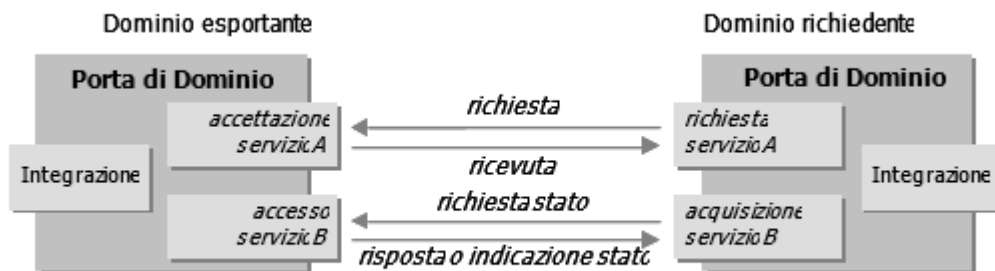 Dominio esportante
Dominio richiedente
Porta di Dominio
Porta di Dominio
richiesta
accettazione
servizio A
richiesta
servizio A
Integrazione
Integrazione
ricevuta
richiesta stato
accesso
servizio B
acquisizione
servizio B
risposta o indicazione stato